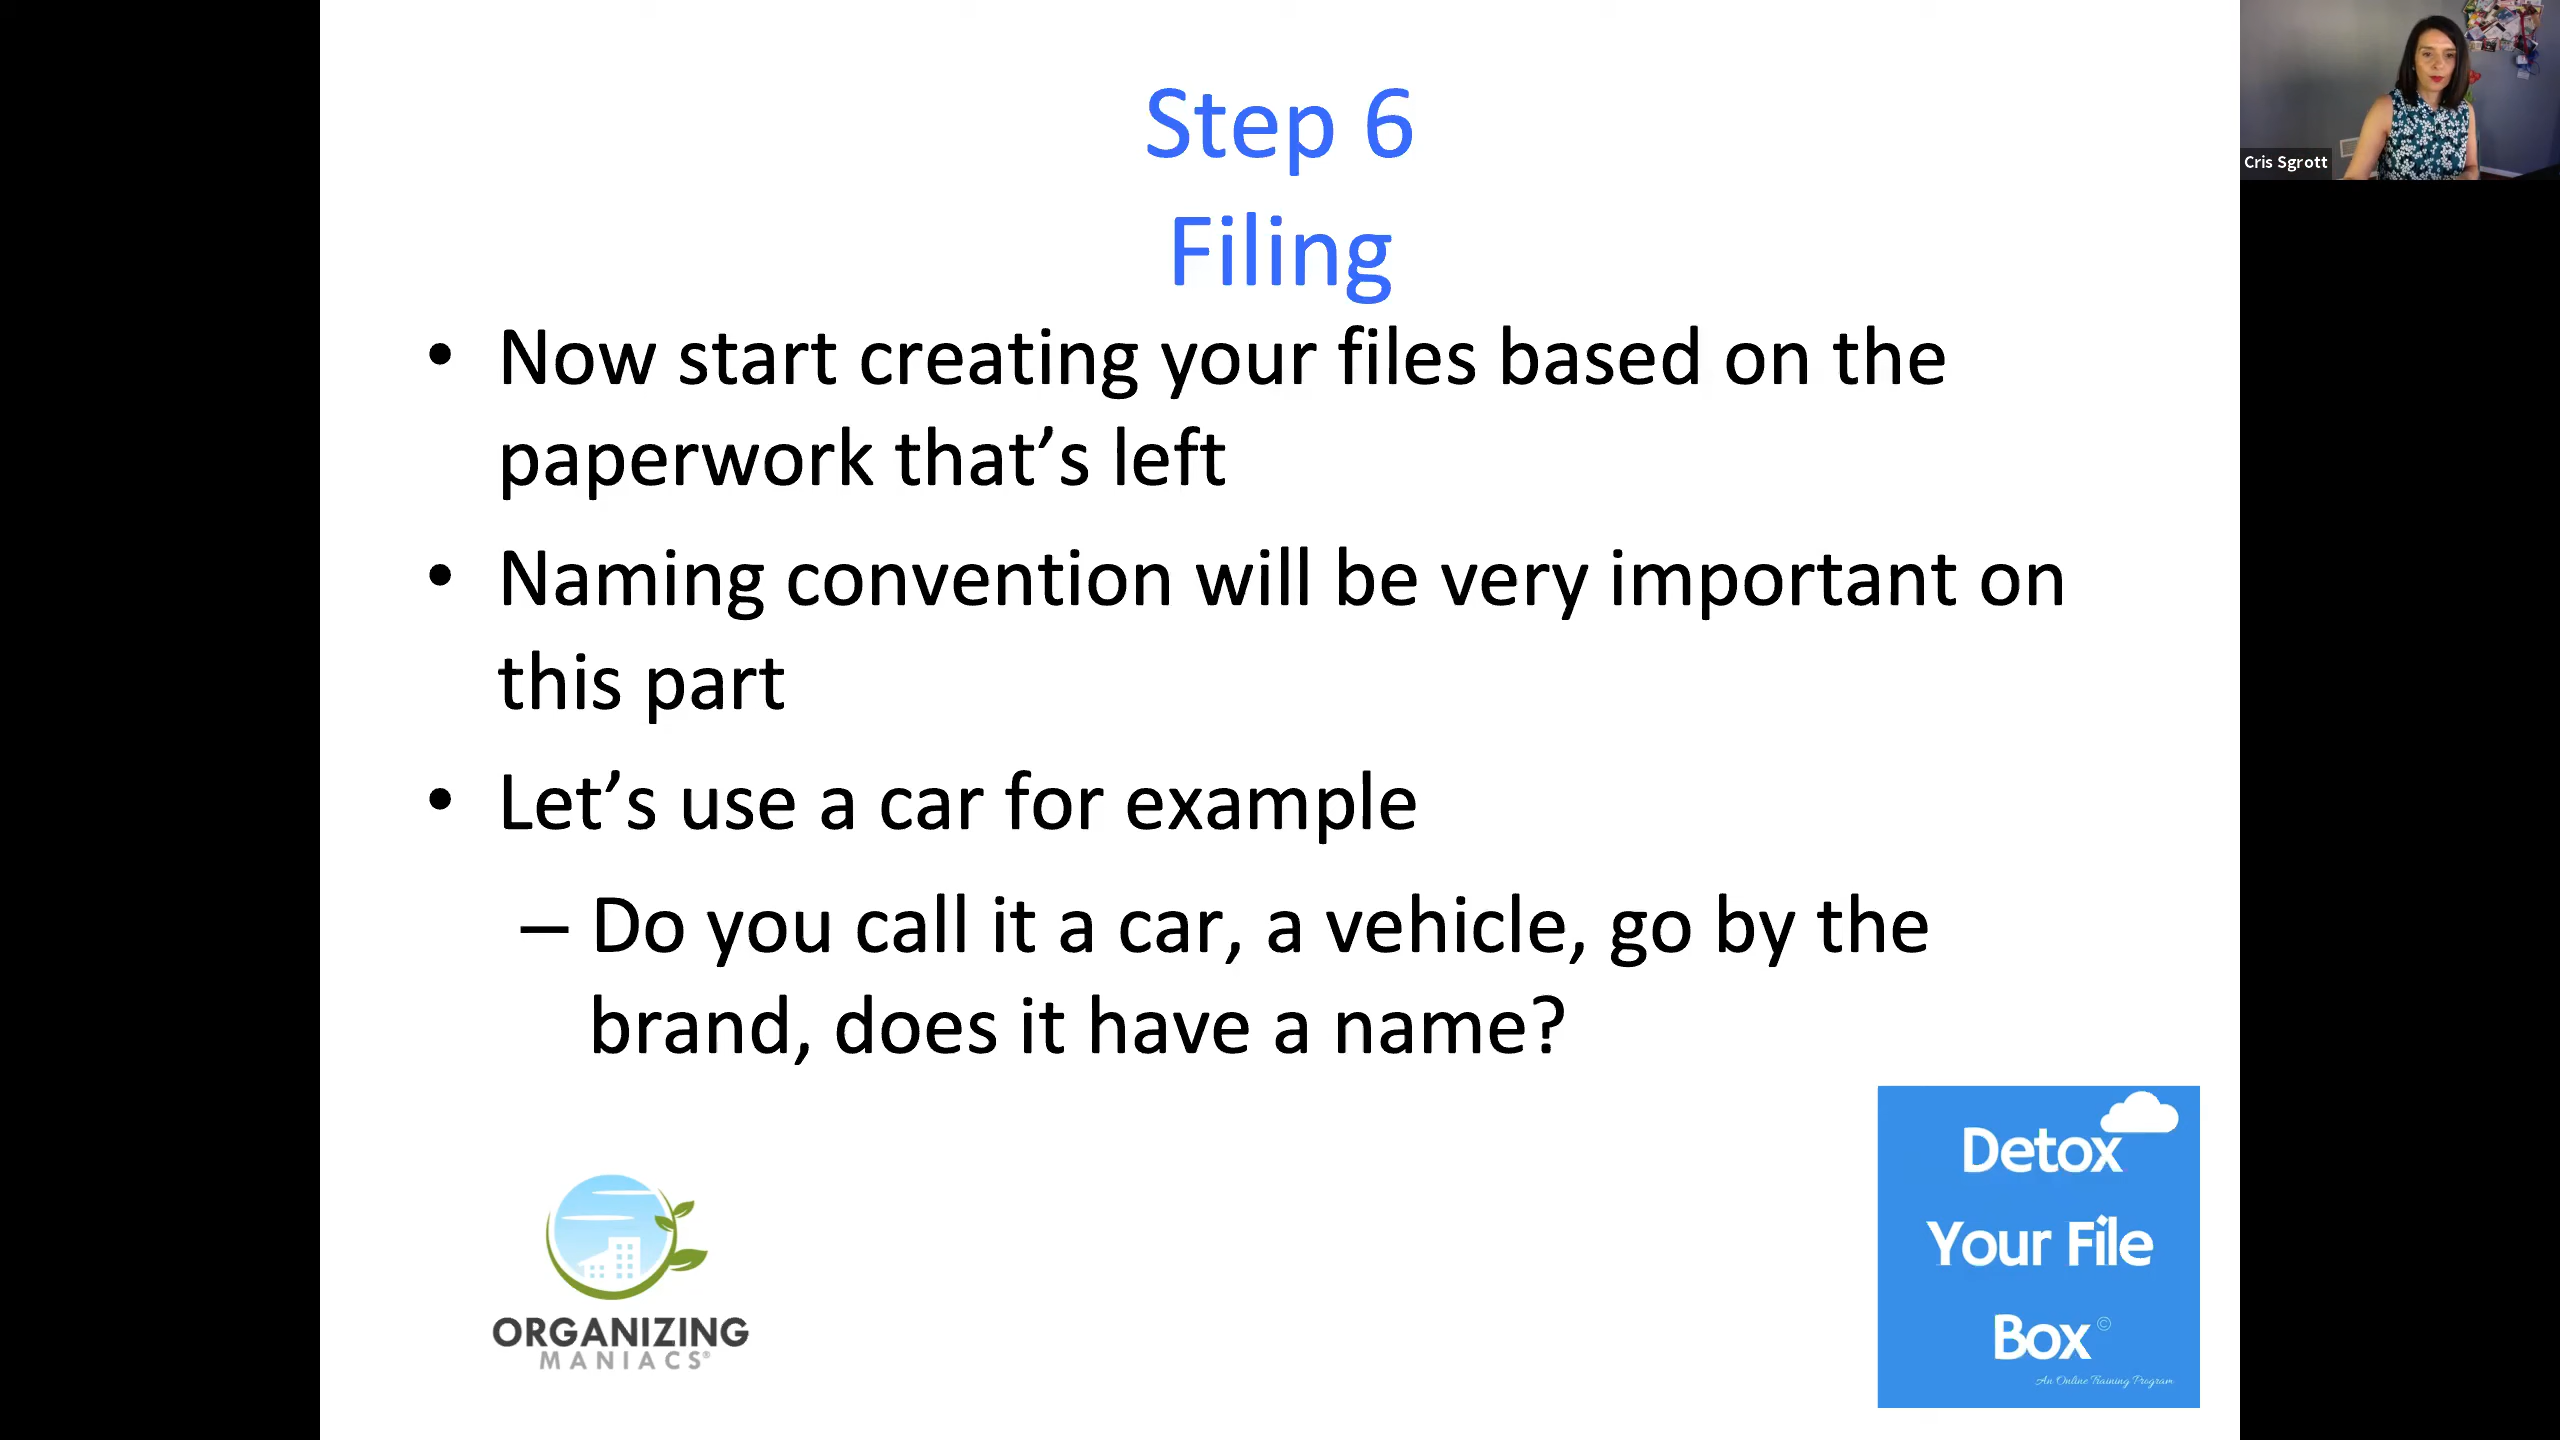 Step 6
Filing
• Now start creating your files based on the
paperwork that’s left
• Naming convention will be very important on
this part
• Let’s use a car for example
– Do you call it a car, a vehicle, go by the
brand, does it have a name?
ORGANIZING
MANIACS®
Detox
Your File
Box©
An Online Training Program
Cris Sgrott